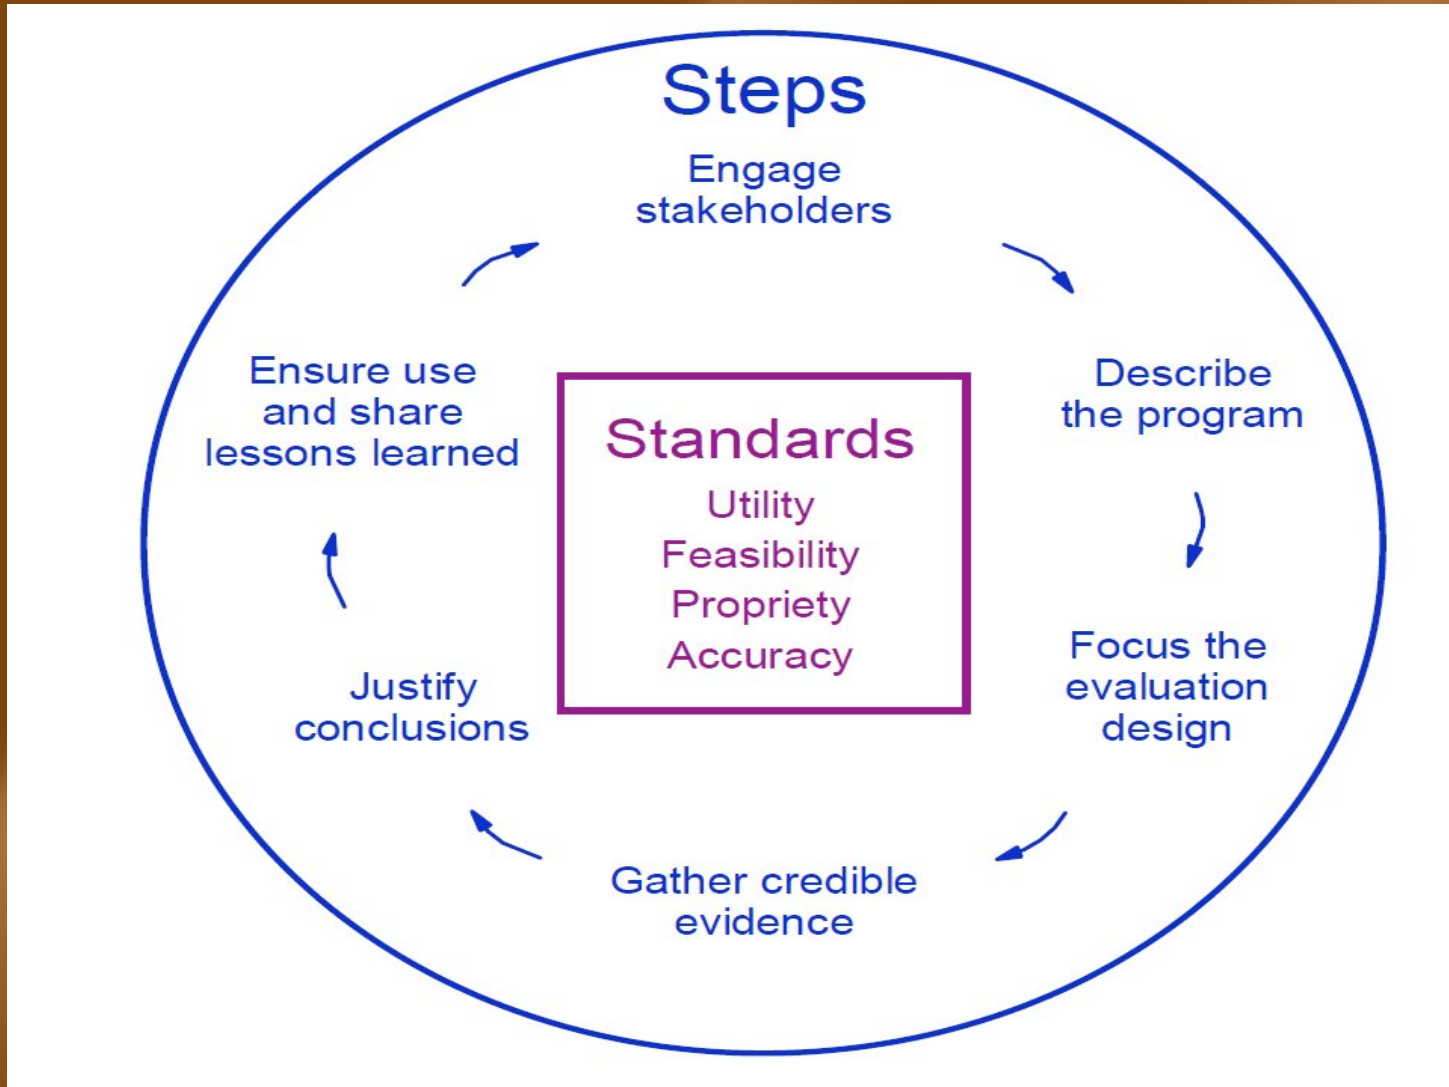 Steps
Engage
stakeholders
Describe
the program
Focus the
evaluation
design
Gather credible
evidence
Justify
conclusions
Ensure use
and share
lessons learned
Standards
Utility
Feasibility
Propriety
Accuracy